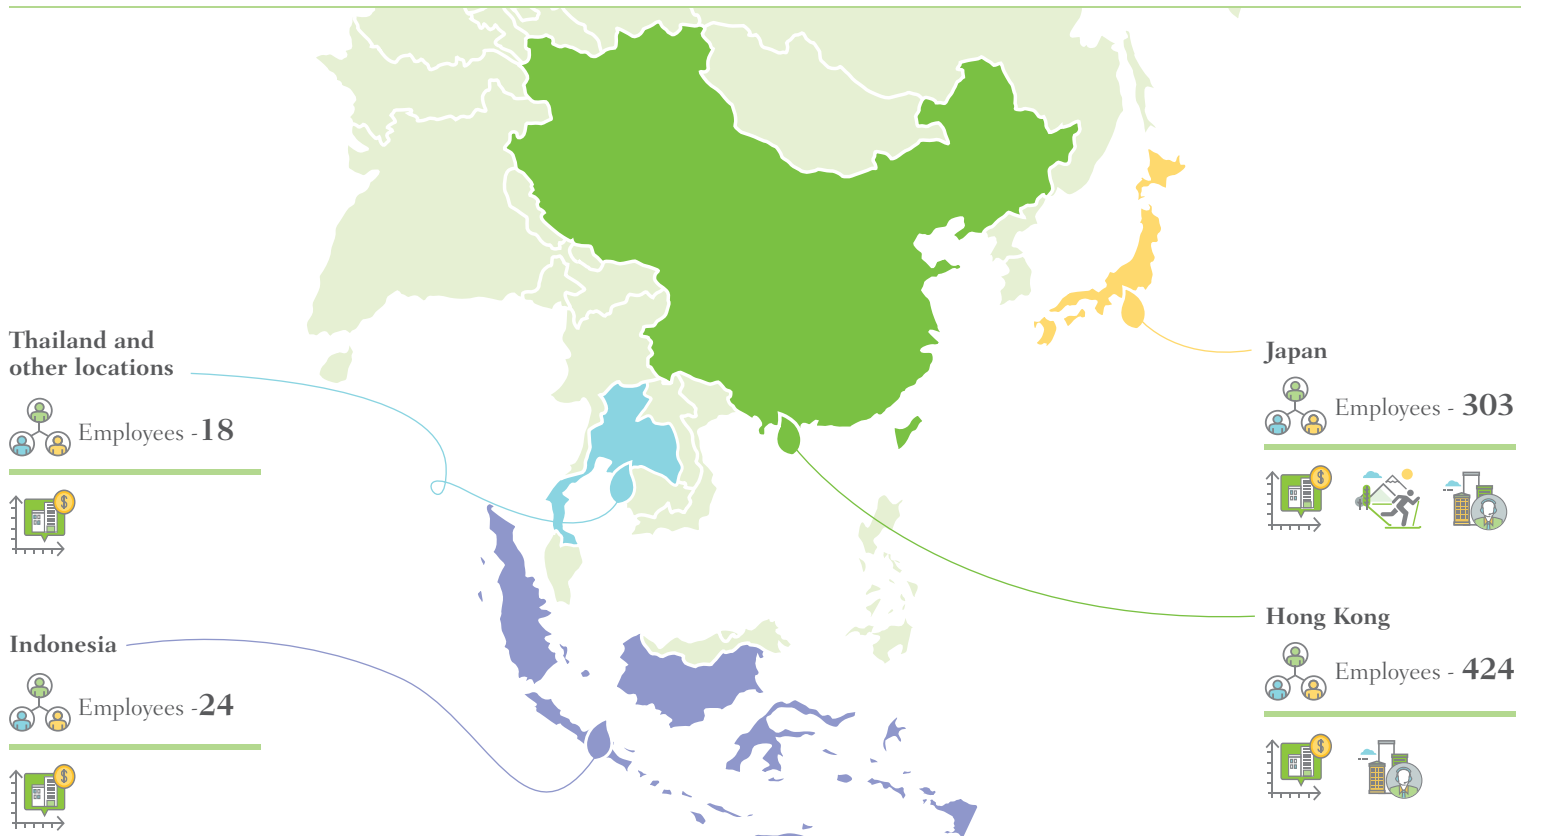 Thailand and
other locations
Employees -18
$
Indonesia
Employees -24
$
Japan
Employees - 303
$
Hong Kong
Employees - 424
$